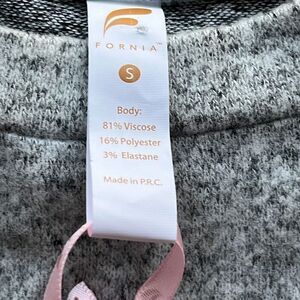 FORNIA™
S
Body:
81% Viscose
16% Polyester
3% Elastane
Made in P.R.C.